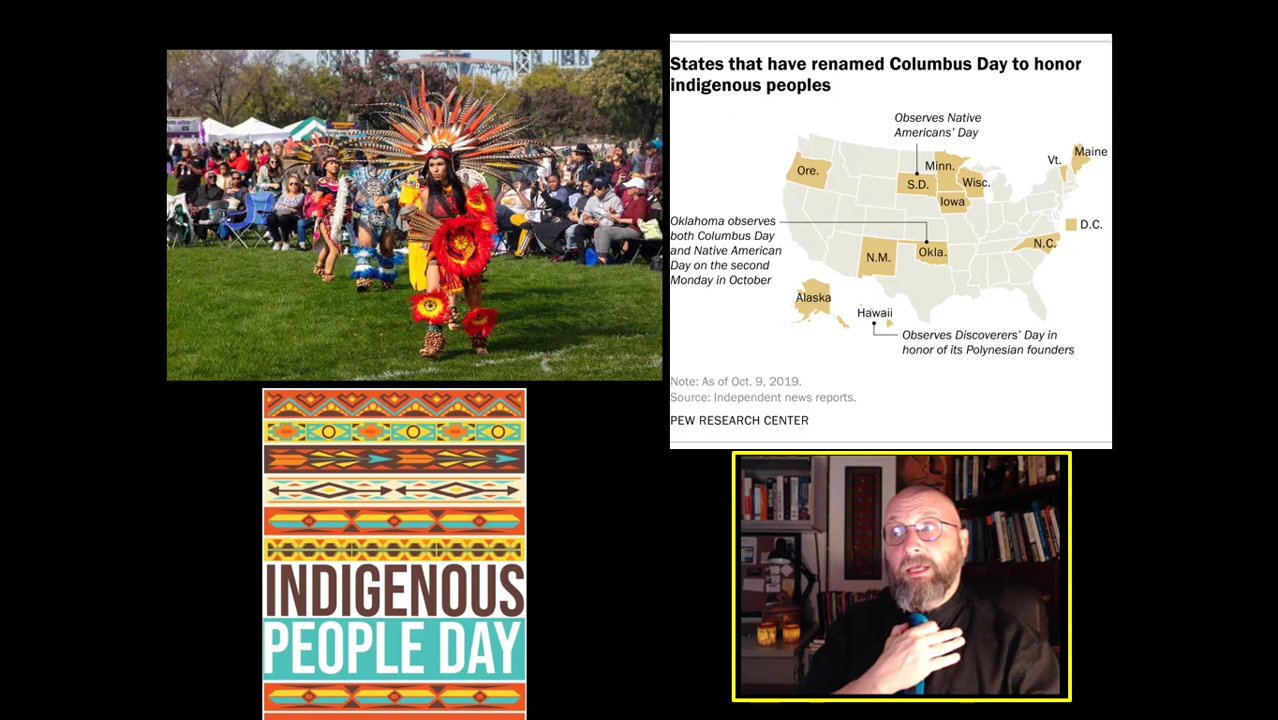 States that have renamed Columbus Day to honor
indigenous peoples
Observes Native
Americans' Day
Ore.
S.D.
Minn.
Wisc.
Iowa
Vt.
Maine
D.C.
Oklahoma observes
both Columbus Day
and Native American
Day on the second
Monday in October
N.M.
Okla.
N.C.
Alaska
Hawaii
Observes Discoverers' Day in
honor of its Polynesian founders
Note: As of Oct. 9, 2019.
Source: Independent news reports.
PEW RESEARCH CENTER
INDIGENOUS
PEOPLE DAY